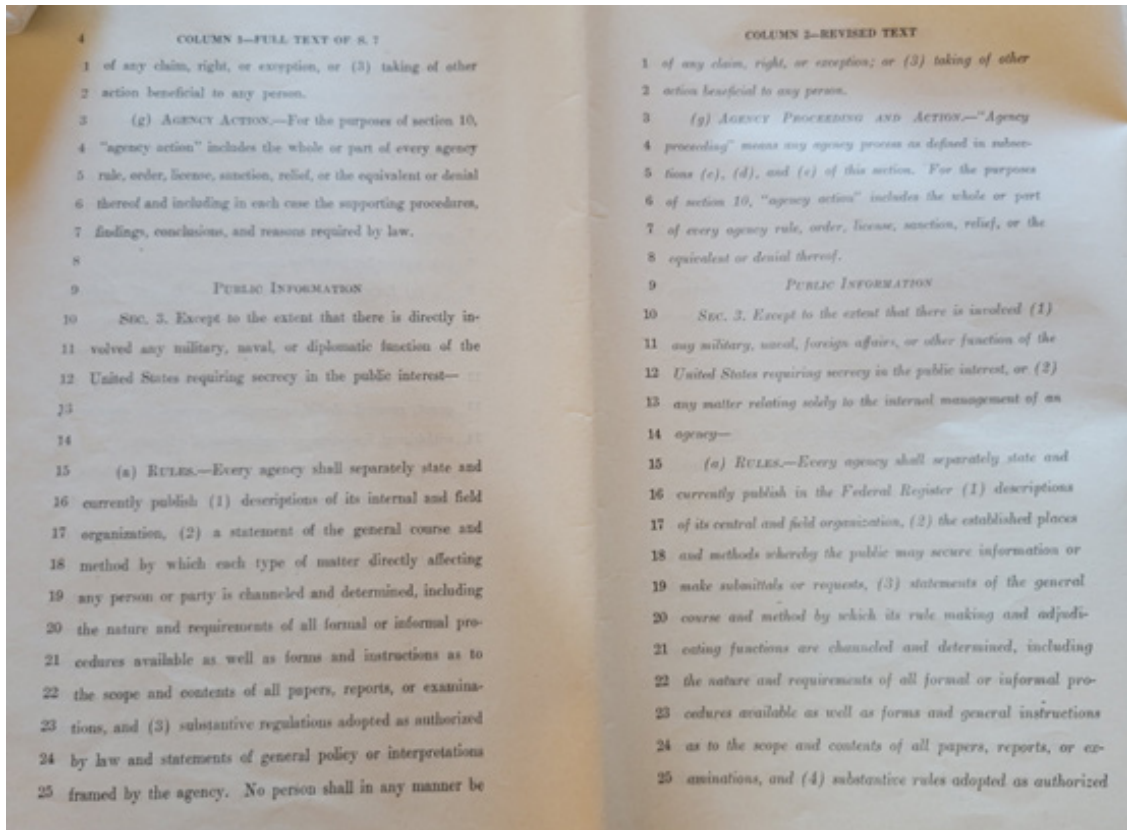 4 COLUMN 1—FULL TEXT OF S. 7
1 of any claim, right, or exception, or (3) taking of other
2 action beneficial to any person.
3 (g) AGENCY ACTION.—For the purposes of section 10,
4 "agency action" includes the whole or part of every agency
5 rule, order, license, sanction, relief, or the equivalent or denial
6 thereof and including in each case the supporting procedures,
7 findings, conclusions, and reasons required by law.
8
9 PUBLIC INFORMATION
10 SEC. 3. Except to the extent that there is directly in-
11 volved any military, naval, or diplomatic function of the
12 United States requiring secrecy in the public interest—
13
14
15 (a) RULES.—Every agency shall separately state and
16 currently publish (1) descriptions of its internal and field
17 organization, (2) a statement of the general course and
18 method by which each type of matter directly affecting
19 any person or party is channeled and determined, including
20 the nature and requirements of all formal or informal pro-
21 cedures available as well as forms and instructions as to
22 the scope and contents of all papers, reports, or examina-
23 tions, and (3) substantive regulations adopted as authorized
24 by law and statements of general policy or interpretations
25 framed by the agency. No person shall in any manner be
COLUMN 2—REVISED TEXT
1 of any claim, right, or exception; or (3) taking of other
2 action beneficial to any person.
3 (g) AGENCY PROCEEDING AND ACTION.—"Agency
4 proceeding" means any agency process as defined in subsec-
5 tions (c), (d), and (e) of this section. For the purposes
6 of section 10, "agency action" includes the whole or part
7 of every agency rule, order, license, sanction, relief, or the
8 equivalent or denial thereof.
9 PUBLIC INFORMATION
10 SEC. 3. Except to the extent that there is involved (1)
11 any military, naval, foreign affairs, or other function of the
12 United States requiring secrecy in the public interest, or (2)
13 any matter relating solely to the internal management of an
14 agency—
15 (a) RULES.—Every agency shall separately state and
16 currently publish in the Federal Register (1) descriptions
17 of its central and field organization, (2) the established places
18 and methods whereby the public may secure information or
19 make submittals or requests, (3) statements of the general
20 course and method by which its rule making and adjudi-
21 cating functions are channeled and determined, including
22 the nature and requirements of all formal or informal pro-
23 cedures available as well as forms and general instructions
24 as to the scope and contents of all papers, reports, or ex-
25 aminations, and (4) substantive rules adopted as authorized